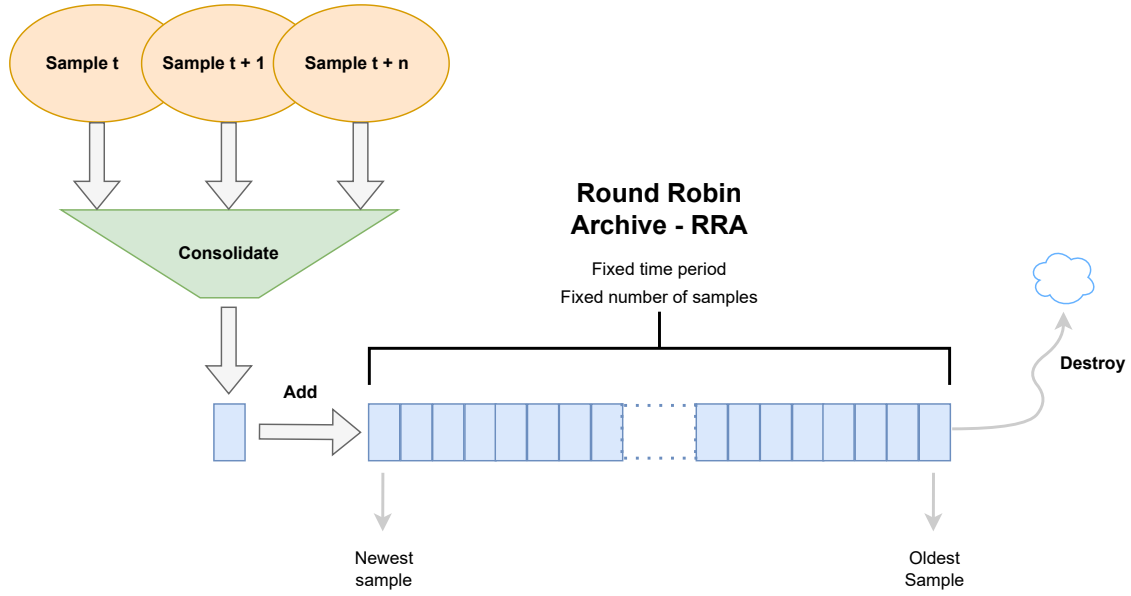 Sample t
Sample t + 1
Sample t + n
Consolidate
Round Robin
Archive - RRA
Fixed time period
Fixed number of samples
Destroy
Add
Newest
sample
Oldest
Sample